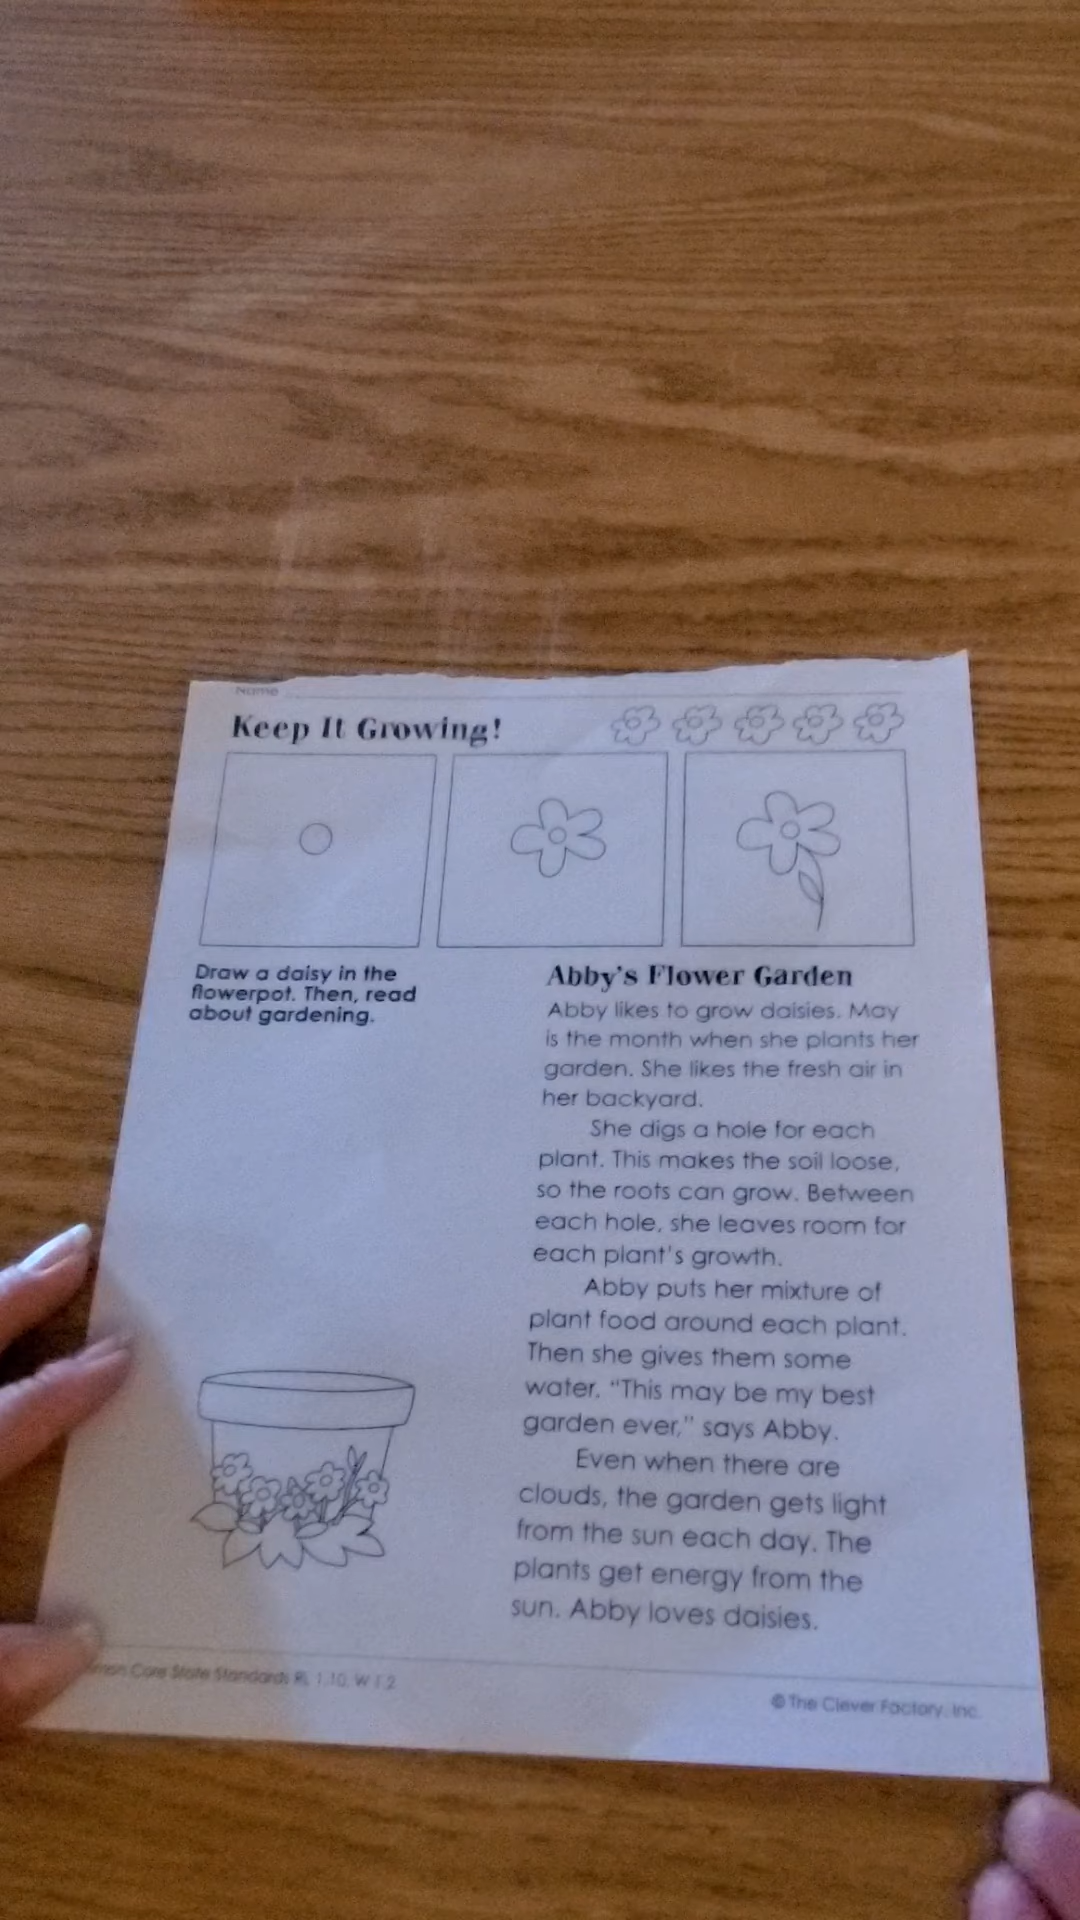 Name
Keep It Growing!
Draw a daisy in the
flowerpot. Then, read
about gardening.
Abby's Flower Garden
Abby likes to grow daisies. May
is the month when she plants her
garden. She likes the fresh air in
her backyard.
She digs a hole for each
plant. This makes the soil loose,
so the roots can grow. Between
each hole, she leaves room for
each plant's growth.
Abby puts her mixture of
plant food around each plant.
Then she gives them some
water. "This may be my best
garden ever," says Abby.
Even when there are
clouds, the garden gets light
from the sun each day. The
plants get energy from the
sun. Abby loves daisies.
Core State Standards RL 1.10, W 1.2
© The Clever Factory, Inc.